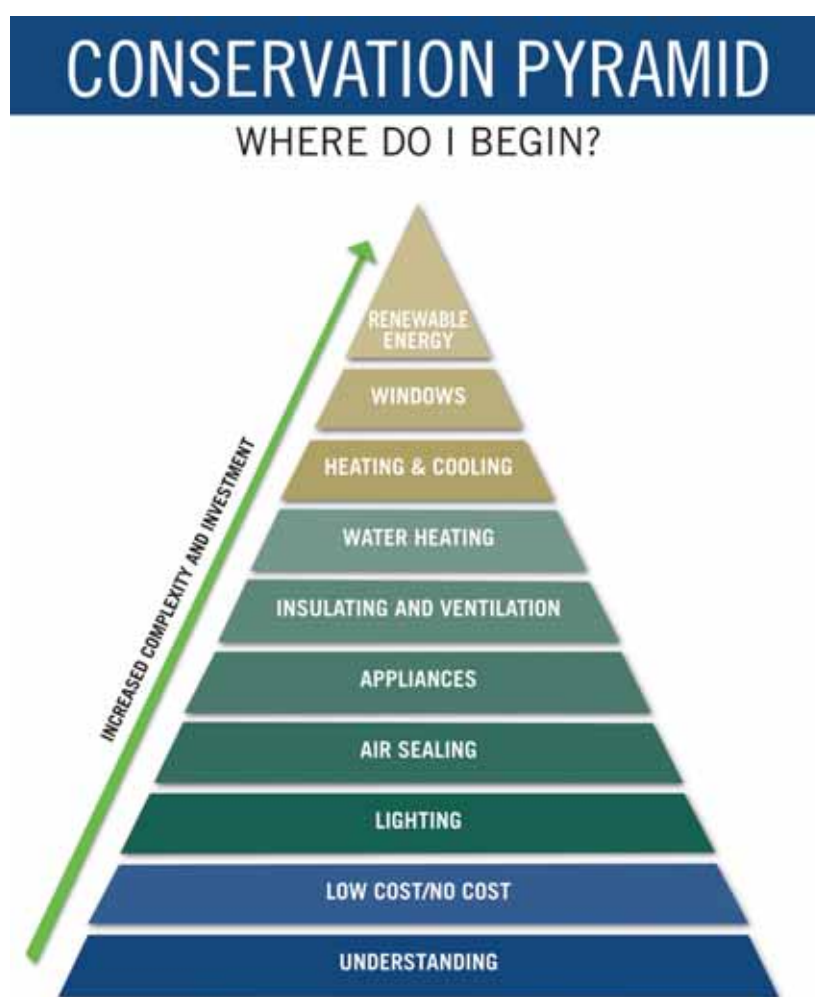 CONSERVATION PYRAMID
WHERE DO I BEGIN?
RENEWABLE
ENERGY
WINDOWS
HEATING & COOLING
WATER HEATING
INSULATING AND VENTILATION
APPLIANCES
AIR SEALING
LIGHTING
LOW COST/NO COST
UNDERSTANDING
INCREASED COMPLEXITY AND INVESTMENT